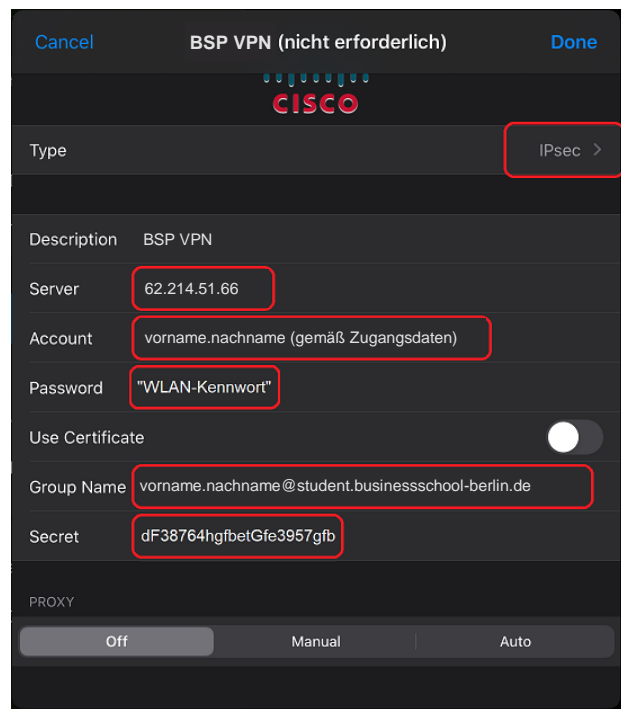 Cancel BSP VPN (nicht erforderlich) Done
CISCO
Type IPsec
Description BSP VPN
Server 62.214.51.66
Account vorname.nachname (gemäß Zugangsdaten)
Password "WLAN-Kennwort"
Use Certificate
Group Name vorname.nachname@student.businessschool-berlin.de
Secret dF38764hgfbetGfe3957gfb
PROXY
Off Manual Auto